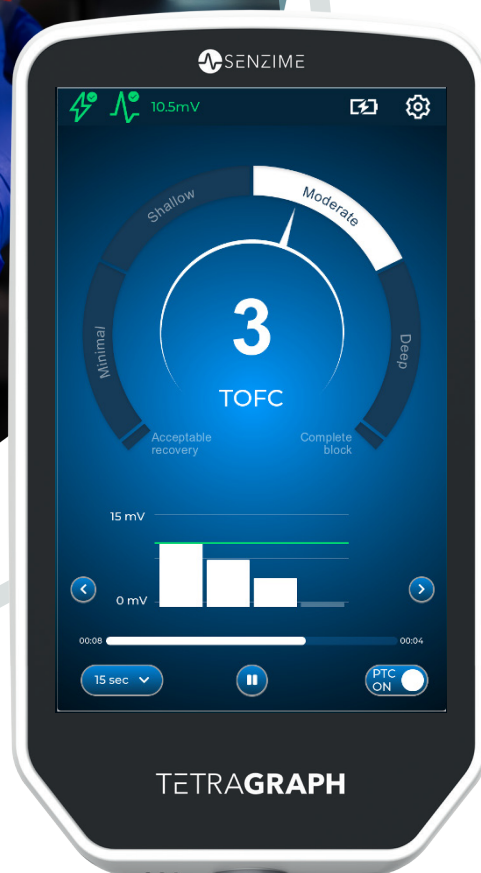 SENZIME
10.5mV
Shallow
Moderate
Minimal
Deep
3
TOFC
Acceptable
recovery
Complete
block
15 mV
0 mV
00:08
00:04
15 sec
PTC
ON
TETRAGRAPH